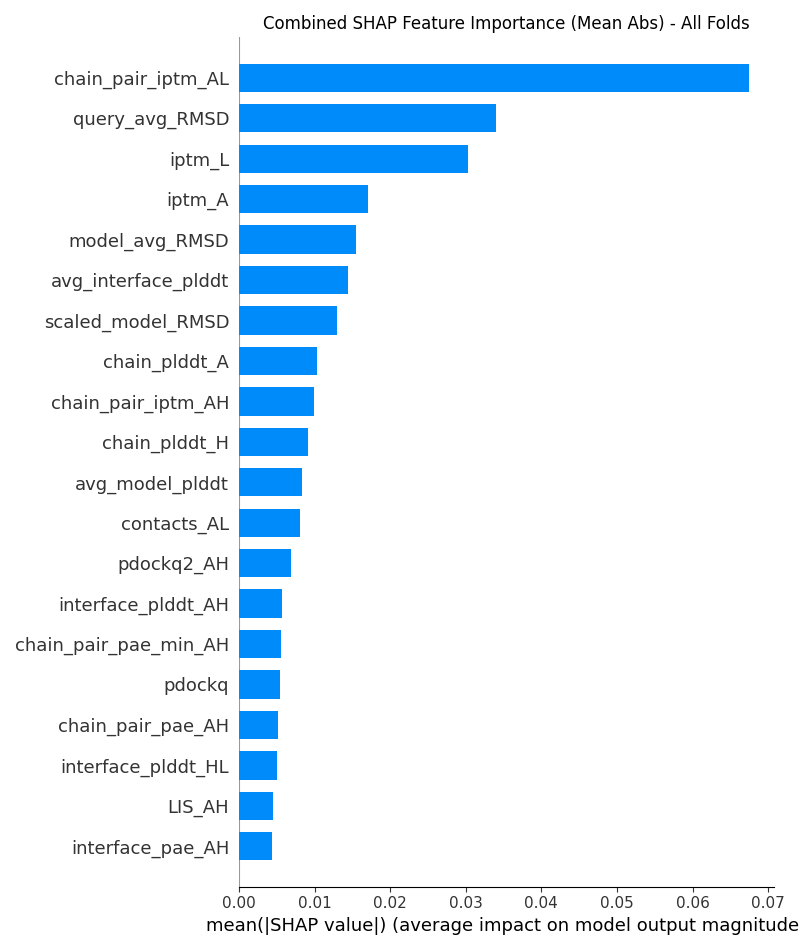 Combined SHAP Feature Importance (Mean Abs) - All Folds
chain_pair_iptm_AL
query_avg_RMSD
iptm_L
iptm_A
model_avg_RMSD
avg_interface_plddt
scaled_model_RMSD
chain_plddt_A
chain_pair_iptm_AH
chain_plddt_H
avg_model_plddt
contacts_AL
pdockq2_AH
interface_plddt_AH
chain_pair_pae_min_AH
pdockq
chain_pair_pae_AH
interface_plddt_HL
LIS_AH
interface_pae_AH
0.00 0.01 0.02 0.03 0.04 0.05 0.06 0.07
mean(|SHAP value|) (average impact on model output magnitude